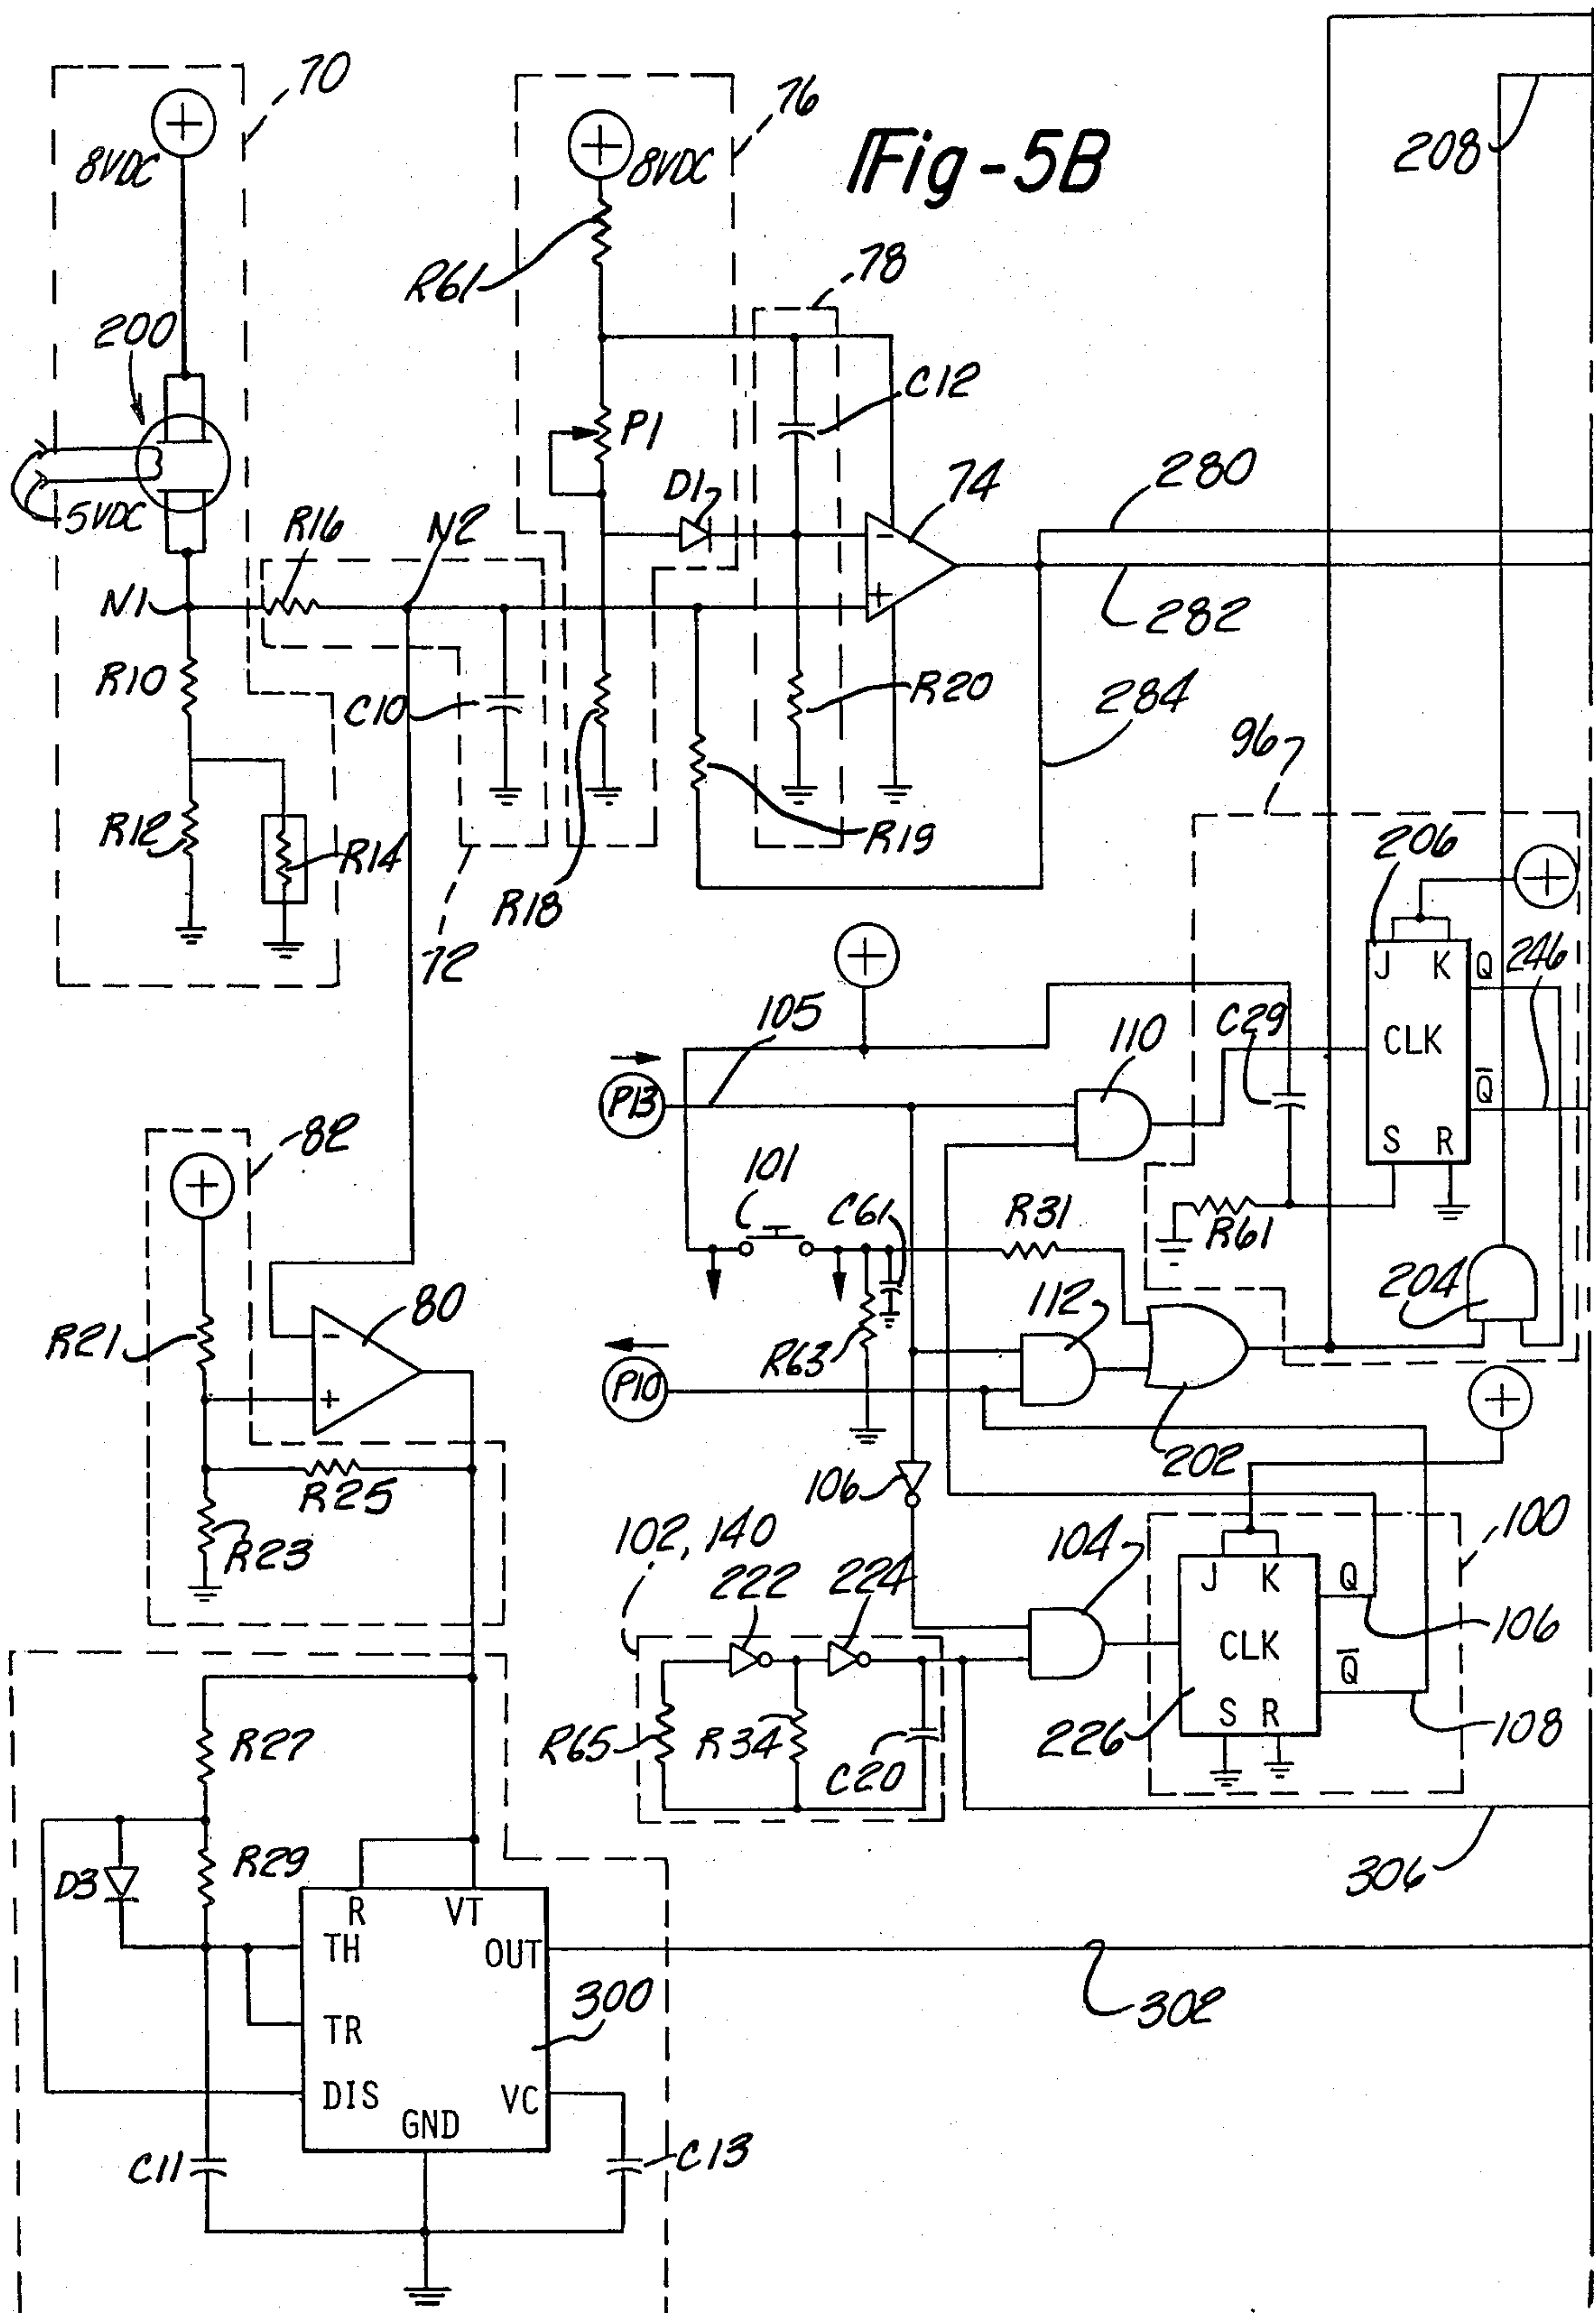 Fig-5B
70
8VDC
76
8VDC
208
R61
78
200
C12
P1
74
280
5VDC
R16
N2
D1
-
+
N1
282
R10
C10
R20
284
96
R12
R14
R18
R19
206
72
J K Q
246
105
110
C29
CLK
P13
Q
82
101
C61
R31
S R
R61
80
112
204
R21
-
+
R63
P10
202
R25
106
R23
102, 140
222
224
104
100
J K Q
CLK
106
Q
R65
R34
C20
226
S R
108
R27
D3
R29
306
R VT
TH
OUT
TR
300
302
DIS
VC
GND
C11
C13